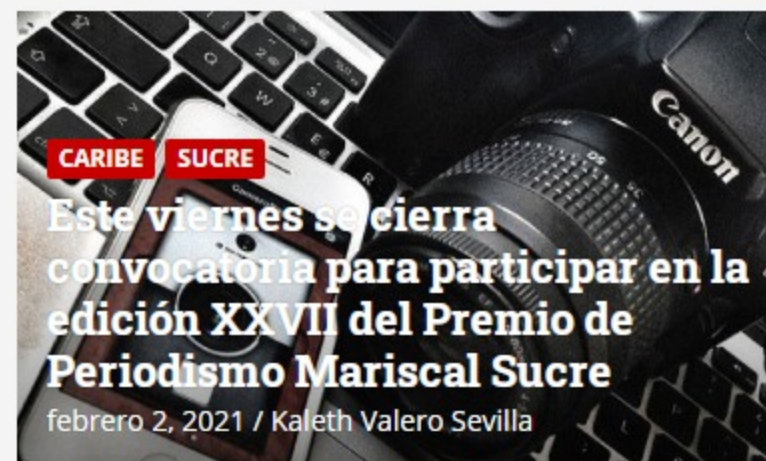 Canon
CARIBE SUCRE
Este viernes se cierra
convocatoria para participar en la
edición XXVII del Premio de
Periodismo Mariscal Sucre
febrero 2, 2021 / Kaleth Valero Sevilla